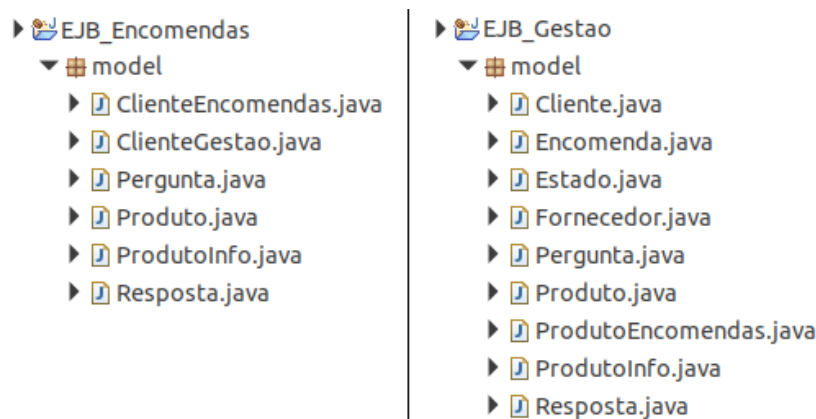 EJB_Encomendas
model
ClienteEncomendas.java
ClienteGestao.java
Pergunta.java
Produto.java
ProdutoInfo.java
Resposta.java
EJB_Gestao
model
Cliente.java
Encomenda.java
Estado.java
Fornecedor.java
Pergunta.java
Produto.java
ProdutoEncomendas.java
ProdutoInfo.java
Resposta.java